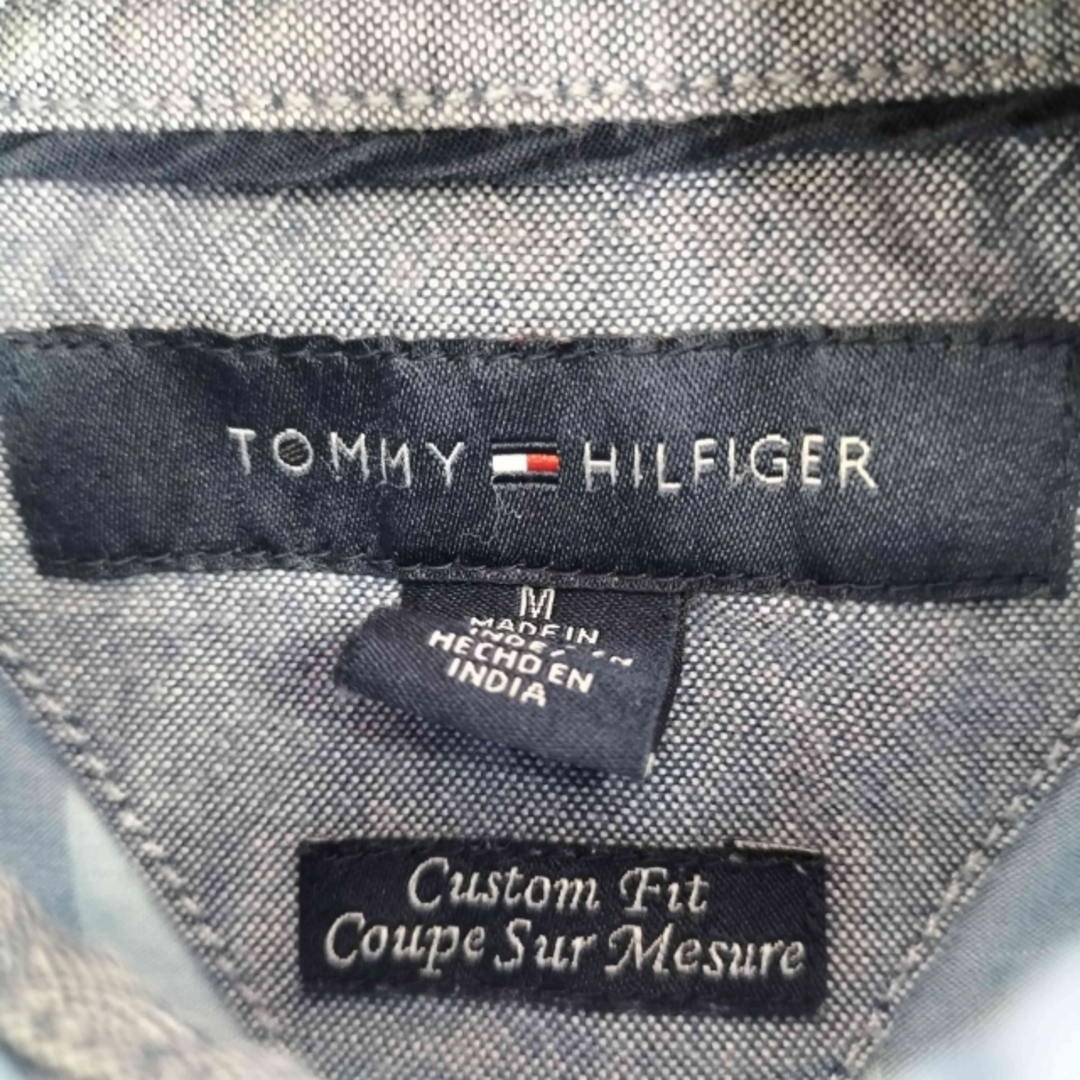 TOMMY HILFIGER
M
MADE IN
HECHO EN
INDIA
Custom Fit
Coupe Sur Mesure